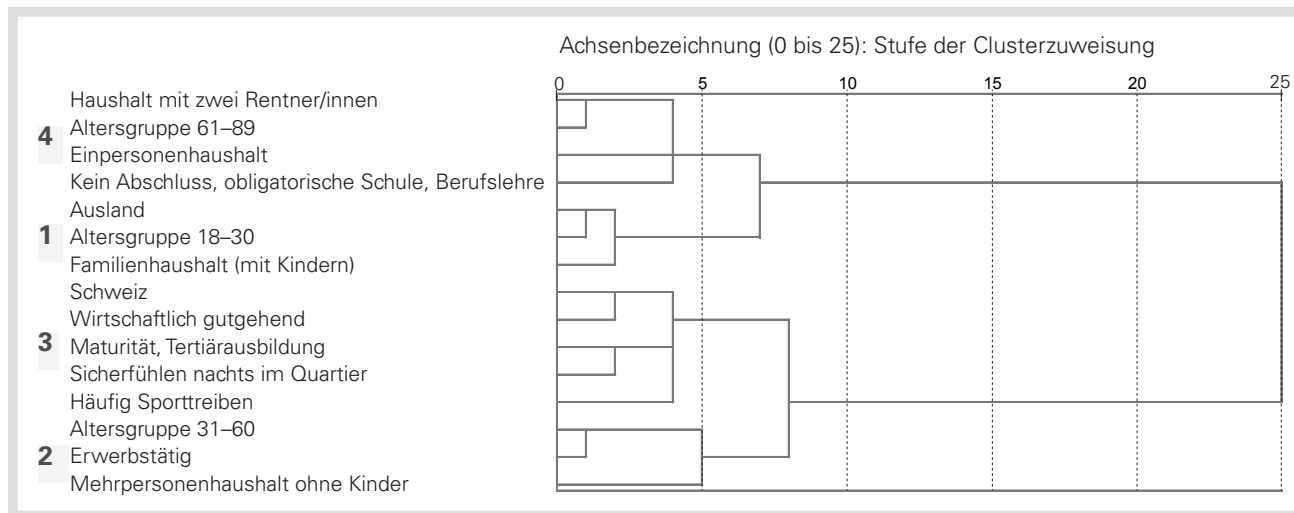 Achsenbezeichnung (0 bis 25): Stufe der Clusterzuweisung
0 5 10 15 20 25
Haushalt mit zwei Rentner/innen
4 Altersgruppe 61–89
Einpersonenhaushalt
Kein Abschluss, obligatorische Schule, Berufslehre
Ausland
1 Altersgruppe 18–30
Familienhaushalt (mit Kindern)
Schweiz
Wirtschaftlich gutgehend
3 Maturität, Tertiärausbildung
Sicherfühlen nachts im Quartier
Häufig Sporttreiben
Altersgruppe 31–60
2 Erwerbstätig
Mehrpersonenhaushalt ohne Kinder